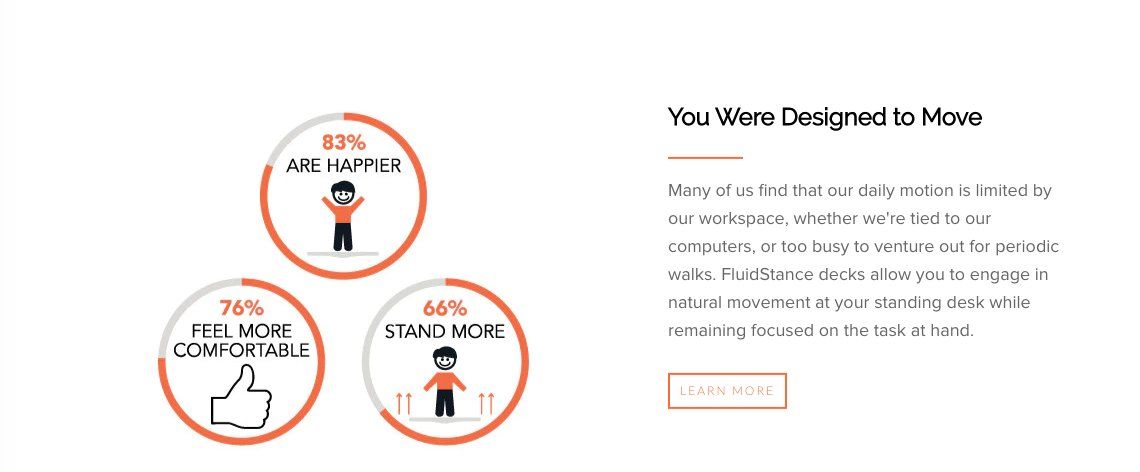 83%
ARE HAPPIER
76%
FEEL MORE
COMFORTABLE
66%
STAND MORE
You Were Designed to Move
Many of us find that our daily motion is limited by
our workspace, whether we're tied to our
computers, or too busy to venture out for periodic
walks. FluidStance decks allow you to engage in
natural movement at your standing desk while
remaining focused on the task at hand.
LEARN MORE